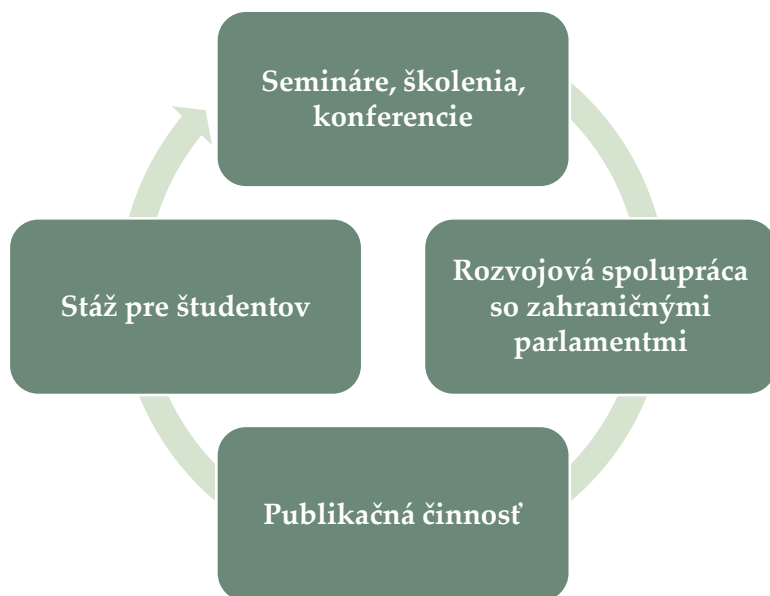 Semináre, školenia,
konferencie
Rozvojová spolupráca
so zahraničnými
parlamentmi
Publikačná činnosť
Stáž pre študentov